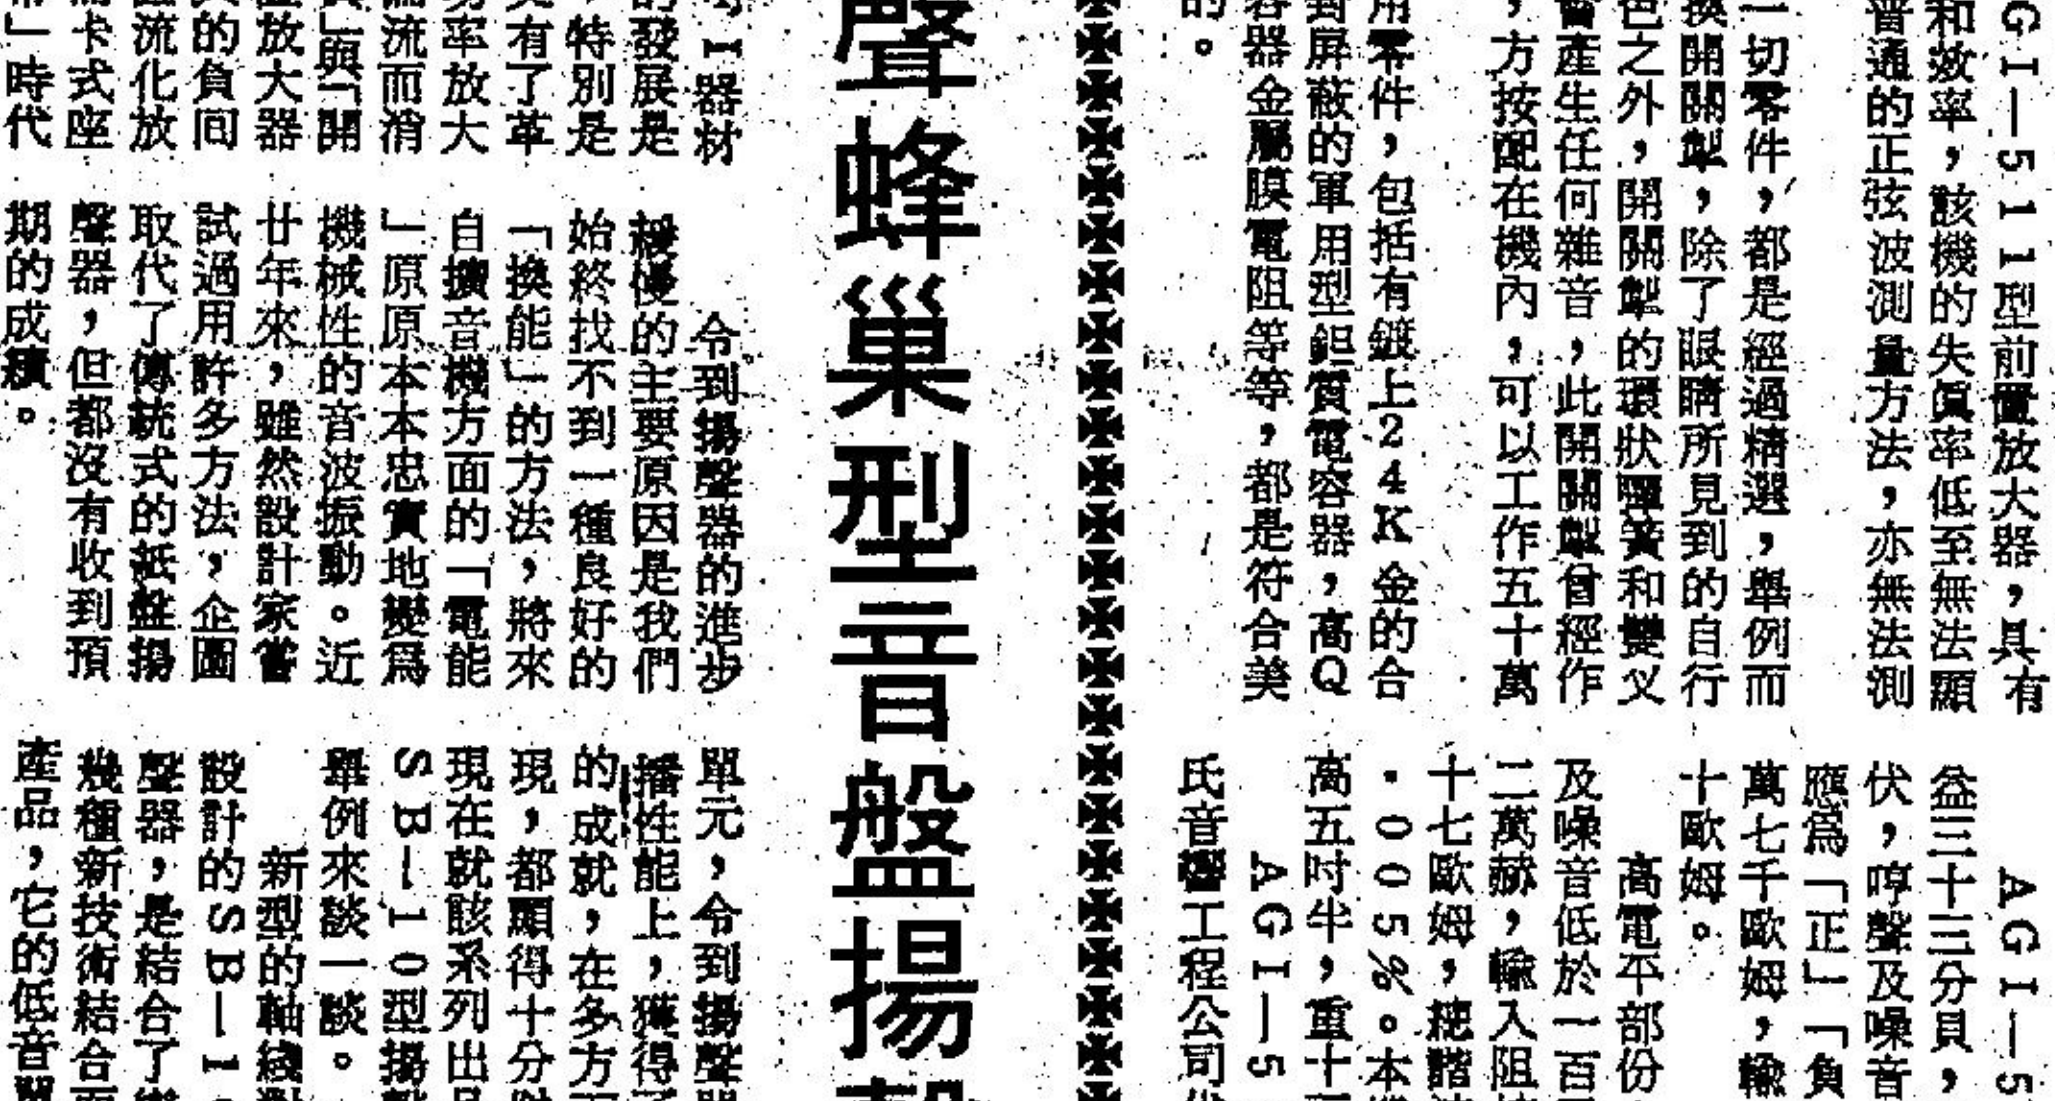 GI—511型前置放大器，具有
和效率，該機的失眞率低至無法顯
普通的正弦波測量方法，亦無法測
一切零件，都是經過精選，舉例而
換開關掣，除了眼睛所見到的自行
色之外，開關掣的環狀彈簧和雙叉
會產生任何雜音，此開關掣曾經作
，方按配在機內，可以工作五十萬
用零件，包括有鍍上24K金的合
封屏蔽的軍用型鉭質電容器，高Q
容器金屬膜電阻等等，都是符合美
的。
AGI—5
益三十三分貝，
伏，哼聲及噪音
應爲「正」「負
萬七千歐姆，輸
十歐姆。
高電平部份
及噪音低於一百
二萬赫，輸入阻
十七歐姆，總諧
·005%。本
高五吋半，重十
AGI—5
氏音響工程公司
聲蜂巢型音盤揚聲
I器材
的發展是
特別是
有了革
率放大
流而消
」與「開
放大器
的負回
流化放
卡式座
」時代
令到揚聲器的進步
緩慢的主要原因是我們
始終找不到一種良好的
「換能」的方法，將來
自擴音機方面的「電能
」原原本本忠實地變爲
機械性的音波振動。近
廿年來，雖然設計家嘗
試過用許多方法，企圖
取代了傳統式的紙盤揚
聲器，但都沒有收到預
期的成績。
單元，令到揚聲
播性能上，獲得
的成就，在多方
現，都顯得十分
現在就該系列出
SB—10型揚
舉例來談一談。
新型的軸綫
設計的SB—1
聲器，是結合了
幾種新技術結合
產品，它的低音單